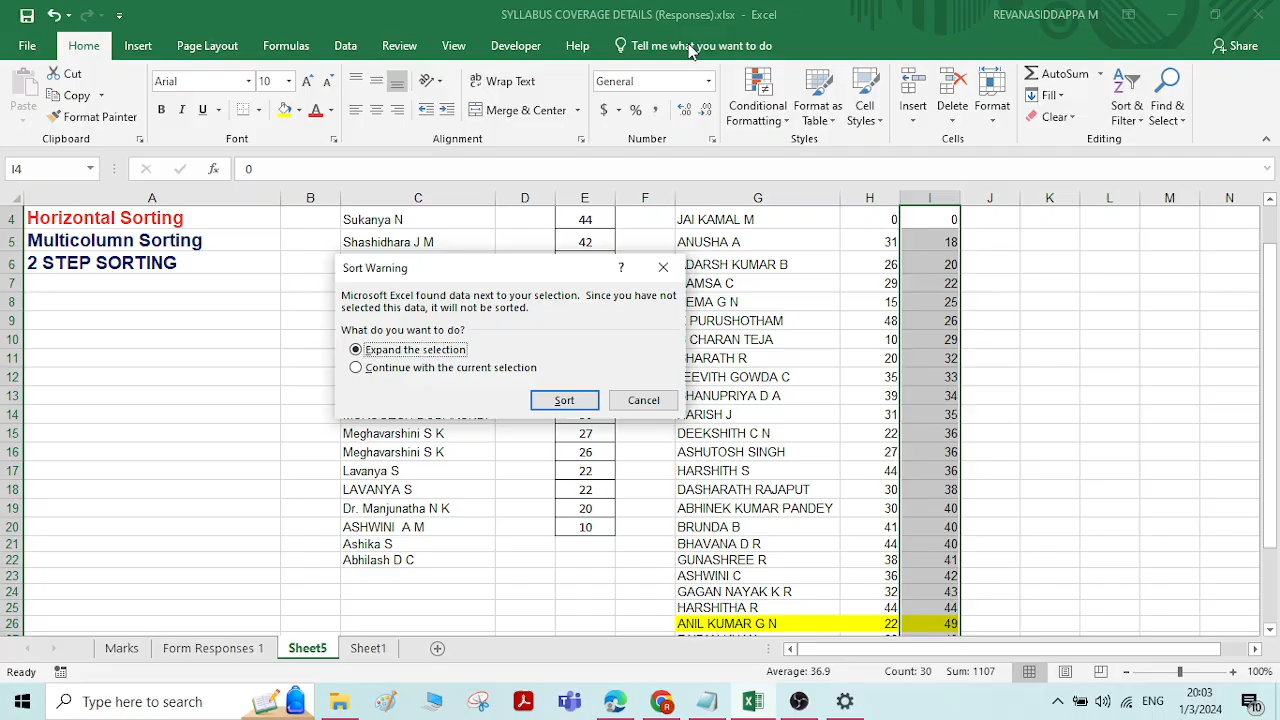 SYLLABUS COVERAGE DETAILS (Responses).xlsx - Excel
REVANASIDDAPPA M
File Home Insert Page Layout Formulas Data Review View Developer Help Tell me what you want to do Share
Paste
Cut
Copy
Format Painter
Clipboard
Arial 10
B I U
Font
Wrap Text
Merge & Center
Alignment
General
$ % ,
Number
Conditional Formatting
Format as Table
Cell Styles
Styles
Insert Delete Format
Cells
AutoSum
Fill
Clear
Sort & Filter
Find & Select
Editing
I4 fx 0
A B C D E F G H I J K L M N
4 Horizontal Sorting Sukanya N 44 JAI KAMAL M 0 0
5 Multicolumn Sorting Shashidhara J M 42 ANUSHA A 31 18
6 2 STEP SORTING DARSH KUMAR B 26 20
7 AMSA C 29 22
8 EMA G N 15 25
9 PURUSHOTHAM 48 26
10 CHARAN TEJA 10 29
11 HARATH R 20 32
12 EEVITH GOWDA C 35 33
13 HANUPRIYA D A 39 34
14 ARISH J 31 35
15 Meghavarshini S K 27 DEEKSHITH C N 22 36
16 Meghavarshini S K 26 ASHUTOSH SINGH 27 36
17 Lavanya S 22 HARSHITH S 44 36
18 LAVANYA S 22 DASHARATH RAJAPUT 30 38
19 Dr. Manjunatha N K 20 ABHINEK KUMAR PANDEY 30 40
20 ASHWINI A M 10 BRUNDA B 41 40
21 Ashika S BHAVANA D R 44 40
22 Abhilash D C GUNASHREE R 38 41
23 ASHWINI C 36 42
24 GAGAN NAYAK K R 32 43
25 HARSHITHA R 44 44
26 ANIL KUMAR G N 22 49
Sort Warning ?
Microsoft Excel found data next to your selection. Since you have not
selected this data, it will not be sorted.
What do you want to do?
Expand the selection
Continue with the current selection
Sort Cancel
Marks Form Responses 1 Sheet5 Sheet1
Ready Average: 36.9 Count: 30 Sum: 1107 100%
Type here to search
ENG
20:03
1/3/2024
10